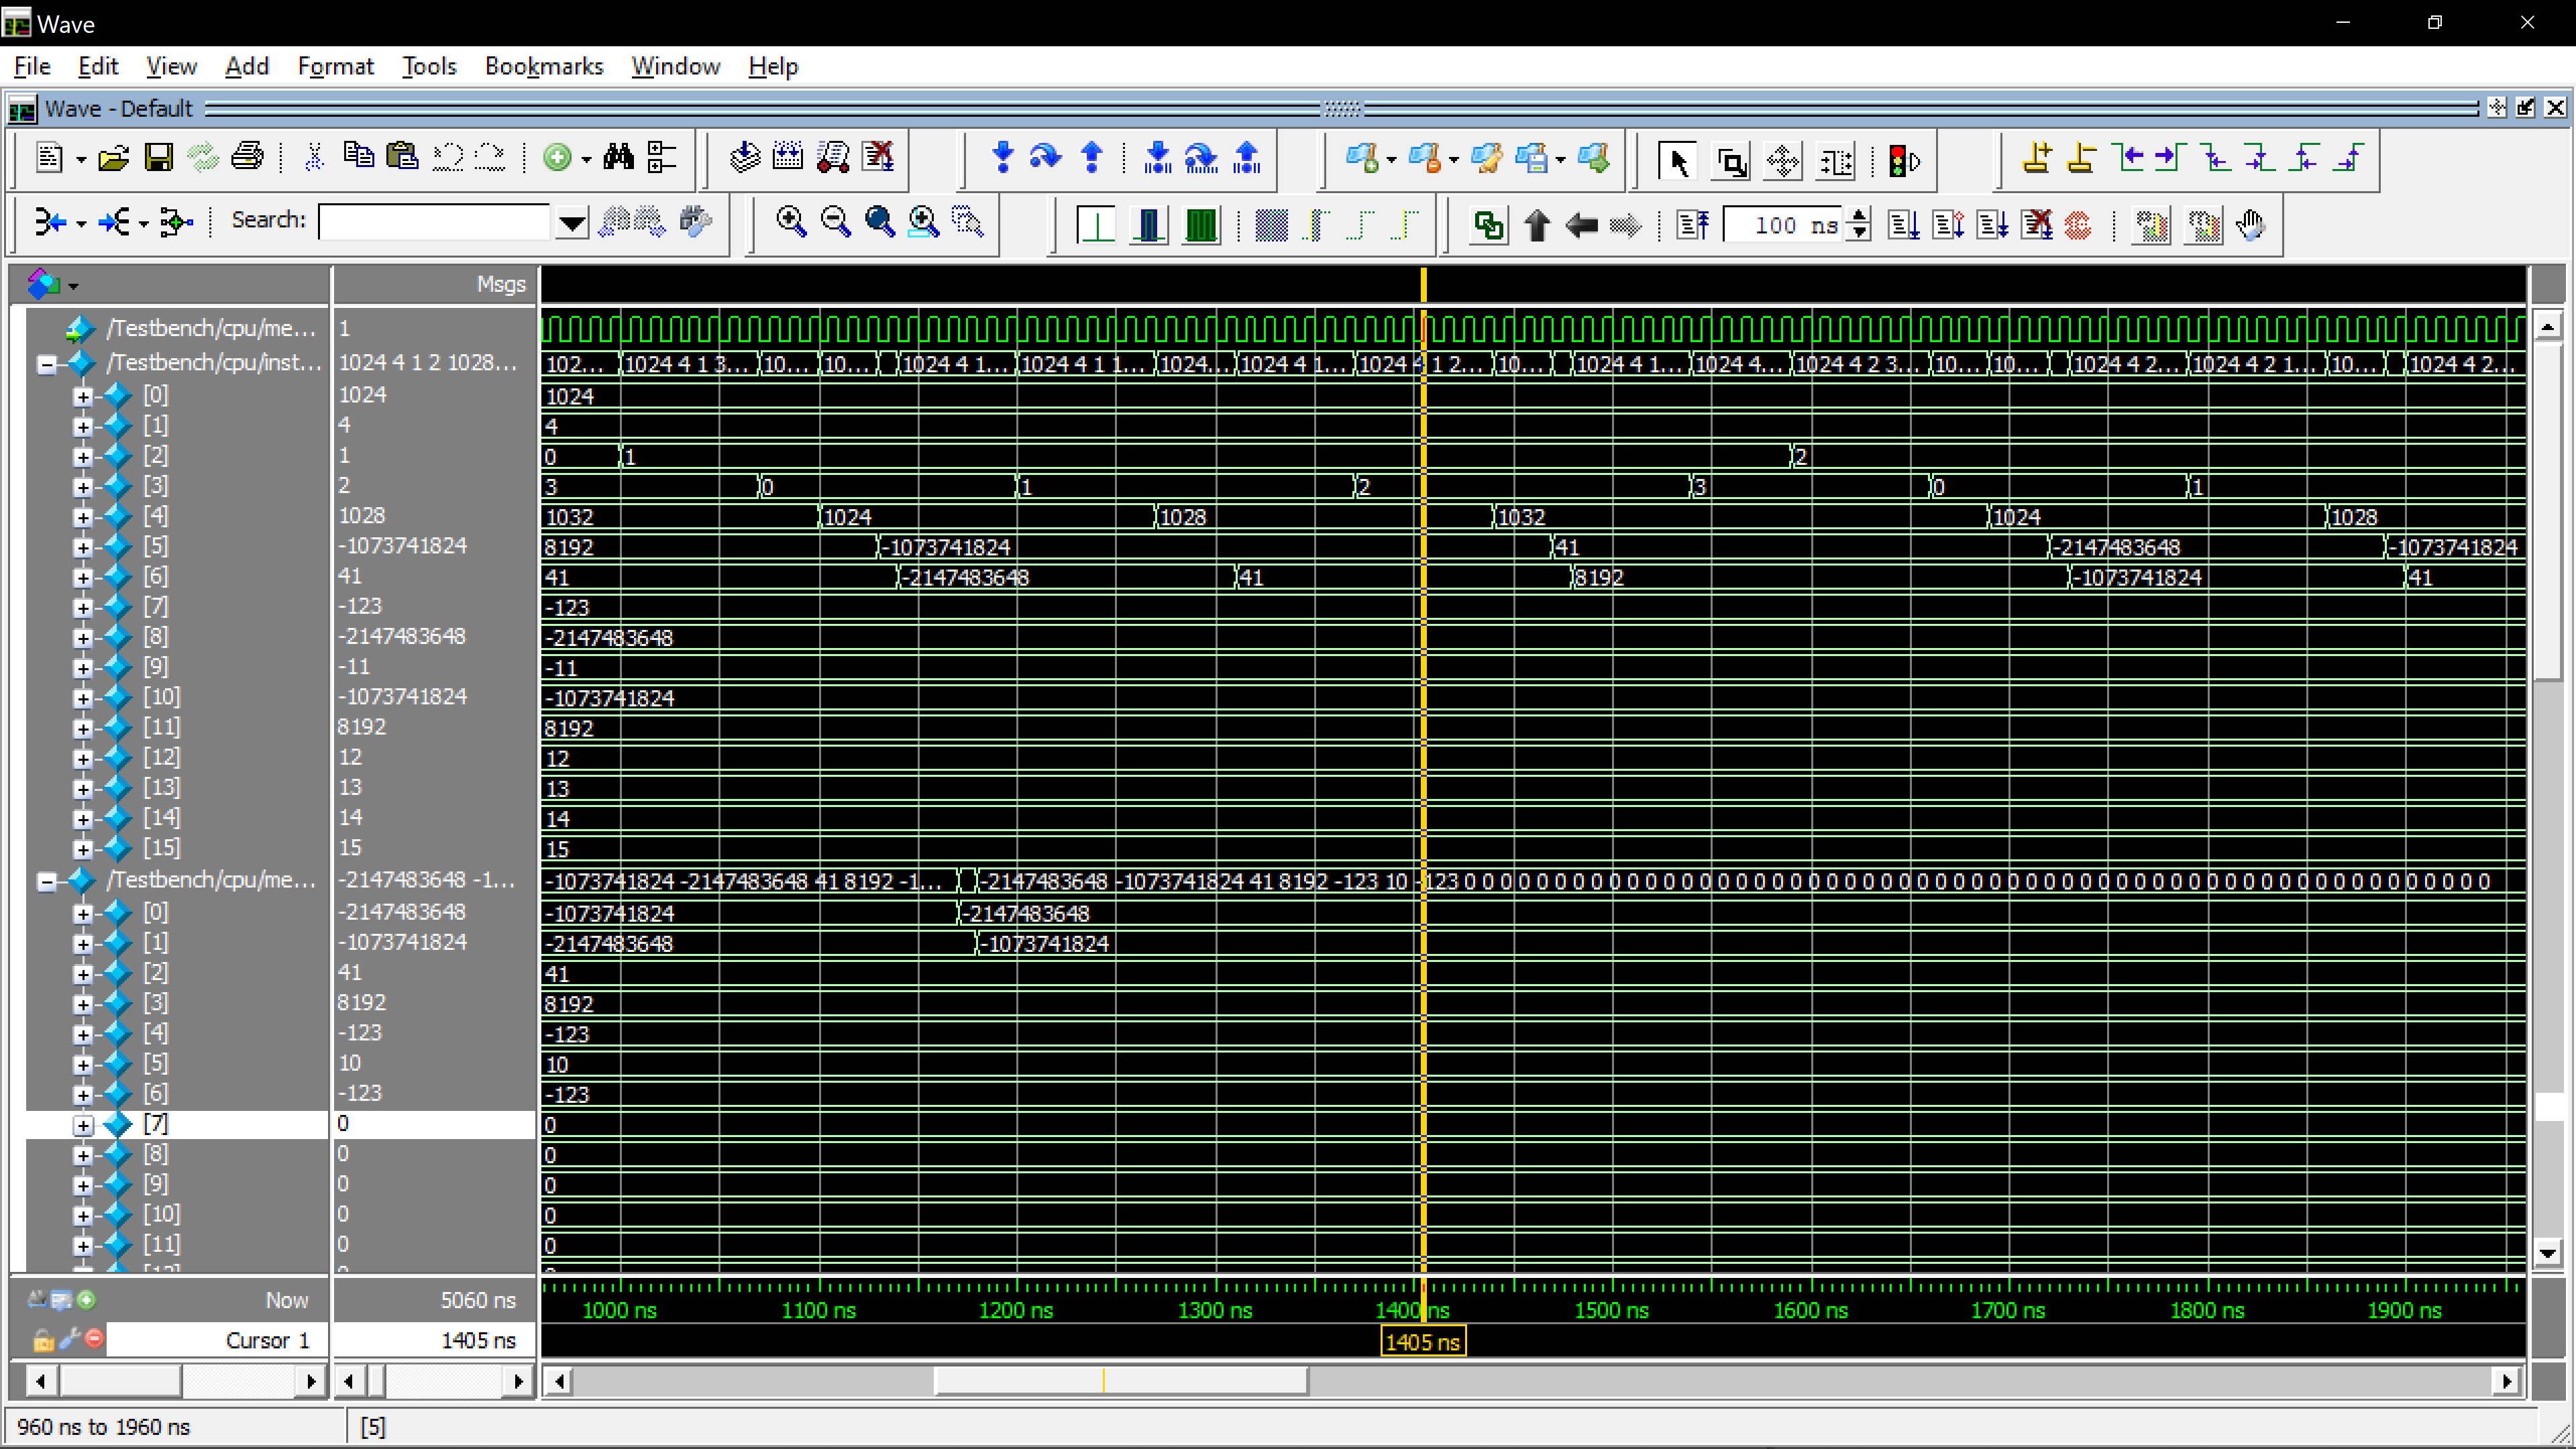 Wave
File Edit View Add Format Tools Bookmarks Window Help
Wave - Default
Search: 100 ns
Msgs
/Testbench/cpu/me... 1
/Testbench/cpu/inst... 1024 4 1 2 1028... 102... 1024 4 1 3... 10... 10... 1024 4 1... 1024 4 1 1... 1024... 1024 4 1... 1024 4 1 2... 10... 1024 4 1... 1024 4... 1024 4 2 3... 10... 10... 1024 4 2... 1024 4 2 1... 10... 1024 4 2...
[0] 1024 1024
[1] 4 4
[2] 1 0 1 2
[3] 2 3 0 1 2 3 0 1
[4] 1028 1032 1024 1028 1032 1024 1028
[5] -1073741824 8192 -1073741824 41 -2147483648 -1073741824
[6] 41 41 -2147483648 41 8192 -1073741824 41
[7] -123 -123
[8] -2147483648 -2147483648
[9] -11 -11
[10] -1073741824 -1073741824
[11] 8192 8192
[12] 12 12
[13] 13 13
[14] 14 14
[15] 15 15
/Testbench/cpu/me... -2147483648 -1... -1073741824 -2147483648 41 8192 -1... -2147483648 -1073741824 41 8192 -123 10 -123 0 0 0 0 0 0 0 0 0 0 0 0 0 0 0 0 0 0 0 0 0 0 0 0 0 0 0 0 0 0 0 0 0 0 0 0 0 0 0 0 0 0 0 0 0 0 0 0 0 0 0 0 0 0 0 0 0
[0] -2147483648 -1073741824 -2147483648
[1] -1073741824 -2147483648 -1073741824
[2] 41 41
[3] 8192 8192
[4] -123 -123
[5] 10 10
[6] -123 -123
[7] 0 0
[8] 0 0
[9] 0 0
[10] 0 0
[11] 0 0
Now 5060 ns 1000 ns 1100 ns 1200 ns 1300 ns 1400 ns 1500 ns 1600 ns 1700 ns 1800 ns 1900 ns
Cursor 1 1405 ns 1405 ns
960 ns to 1960 ns [5]